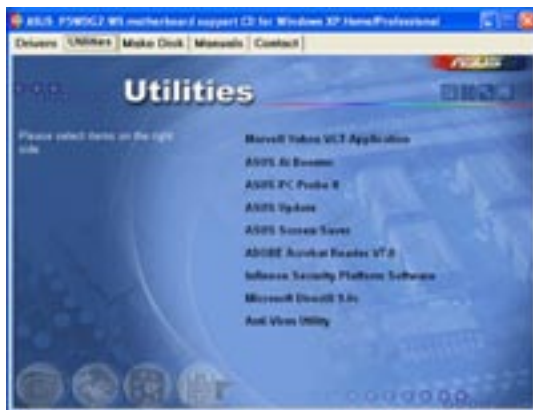 ASUS P5WDG2-WS motherboard support CD for Windows XP Home/Professional
Drivers Utilities Make Disk Manuals Contact
ASUS
Utilities
Please select items on the right side
Marvell Yukon VCT Application
ASUS AI Booster
ASUS PC Probe II
ASUS Update
ASUS Screen Saver
ADOBE Acrobat Reader V7.0
Infineon Security Platform Software
Microsoft DirectX 9.0c
Anti-Virus Utility